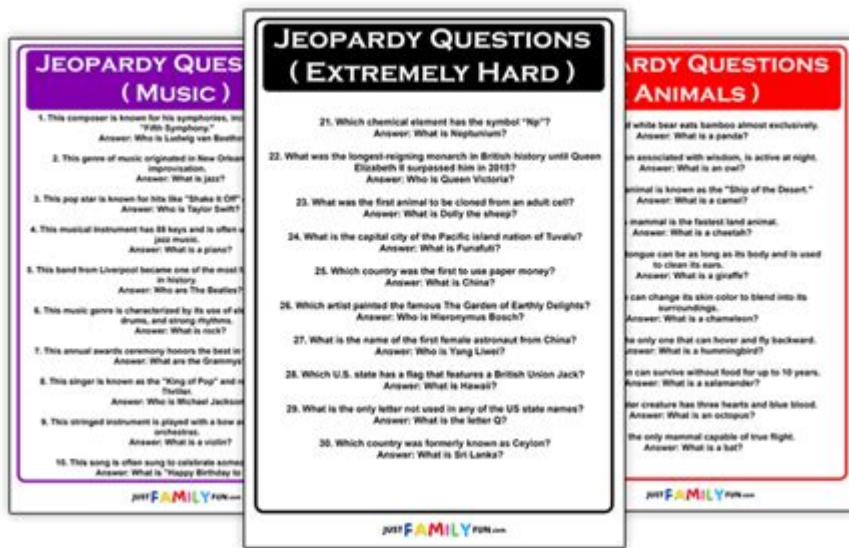 JEOPARDY QUES
( MUSIC )
1. This composer is known for his symphonies, inc
"Fifth Symphony."
Answer: Who is Ludwig van Beethov
2. This genre of music originated in New Orlean
improvisation.
Answer: What is jazz?
3. This pop star is known for hits like "Shake It Off"
Answer: Who is Taylor Swift?
4. This musical instrument has 88 keys and is often u
jazz music.
Answer: What is a piano?
5. This band from Liverpool became one of the most f
in history.
Answer: Who are The Beatles?
6. This music genre is characterized by its use of ele
drums, and strong rhythms.
Answer: What is rock?
7. This annual awards ceremony honors the best in
Answer: What are the Grammys
8. This singer is known as the "King of Pop" and r
Thriller.
Answer: Who is Michael Jackson
9. This stringed instrument is played with a bow a
orchestras.
Answer: What is a violin?
10. This song is often sung to celebrate someo
Answer: What is "Happy Birthday to
JUST FAMILY FUN.com
JEOPARDY QUESTIONS
( EXTREMELY HARD )
21. Which chemical element has the symbol "Np"?
Answer: What is Neptunium?
22. What was the longest-reigning monarch in British history until Queen
Elizabeth II surpassed him in 2015?
Answer: Who is Queen Victoria?
23. What was the first animal to be cloned from an adult cell?
Answer: What is Dolly the sheep?
24. What is the capital city of the Pacific island nation of Tuvalu?
Answer: What is Funafuti?
25. Which country was the first to use paper money?
Answer: What is China?
26. Which artist painted the famous The Garden of Earthly Delights?
Answer: Who is Hieronymus Bosch?
27. What is the name of the first female astronaut from China?
Answer: Who is Yang Liwei?
28. Which U.S. state has a flag that features a British Union Jack?
Answer: What is Hawaii?
29. What is the only letter not used in any of the US state names?
Answer: What is the letter Q?
30. Which country was formerly known as Ceylon?
Answer: What is Sri Lanka?
JUST FAMILY FUN.com
ARDY QUESTIONS
ANIMALS )
d white bear eats bamboo almost exclusively.
Answer: What is a panda?
en associated with wisdom, is active at night.
Answer: What is an owl?
animal is known as the "Ship of the Desert."
Answer: What is a camel?
mammal is the fastest land animal.
nswer: What is a cheetah?
tongue can be as long as its body and is used
to clean its ears.
Answer: What is a giraffe?
can change its skin color to blend into its
surroundings.
swer: What is a chameleon?
he only one that can hover and fly backward.
nswer: What is a hummingbird?
n can survive without food for up to 10 years.
Answer: What is a salamander?
ter creature has three hearts and blue blood.
nswer: What is an octopus?
the only mammal capable of true flight.
Answer: What is a bat?
JUST FAMILY FUN.com